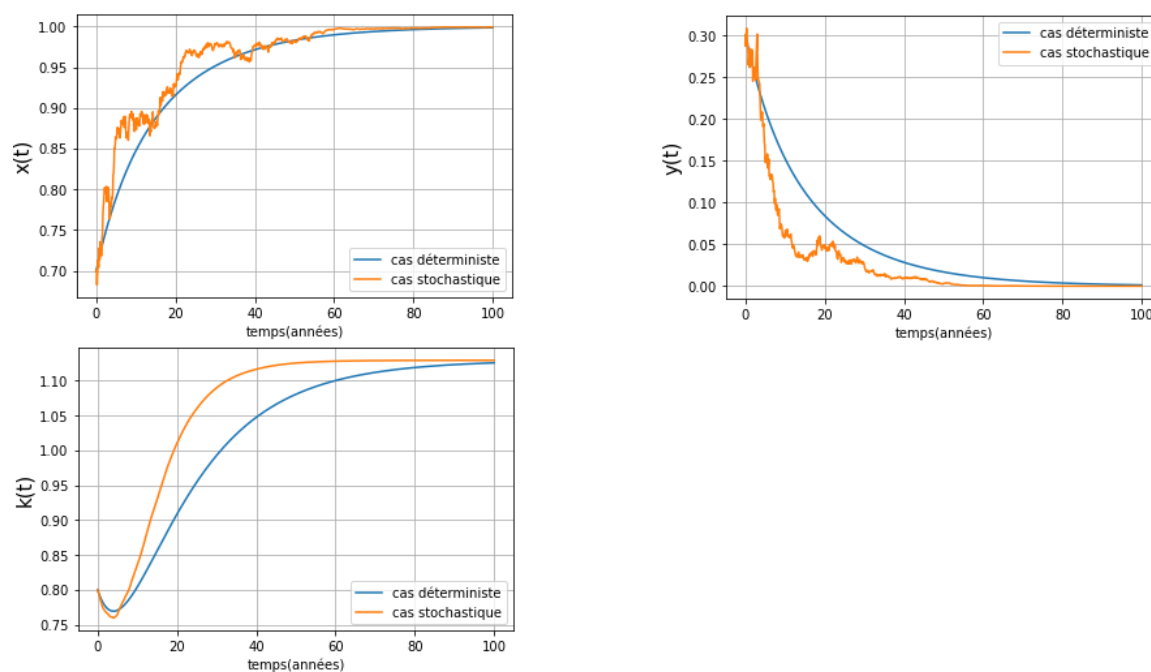 1.00
0.95
0.90
0.85
0.80
0.75
0.70
x(t)
0 20 40 60 80 100
temps(années)
cas déterministe
cas stochastique
0.30
0.25
0.20
0.15
0.10
0.05
0.00
y(t)
0 20 40 60 80 100
temps(années)
cas déterministe
cas stochastique
1.10
1.05
1.00
0.95
0.90
0.85
0.80
0.75
k(t)
0 20 40 60 80 100
temps(années)
cas déterministe
cas stochastique